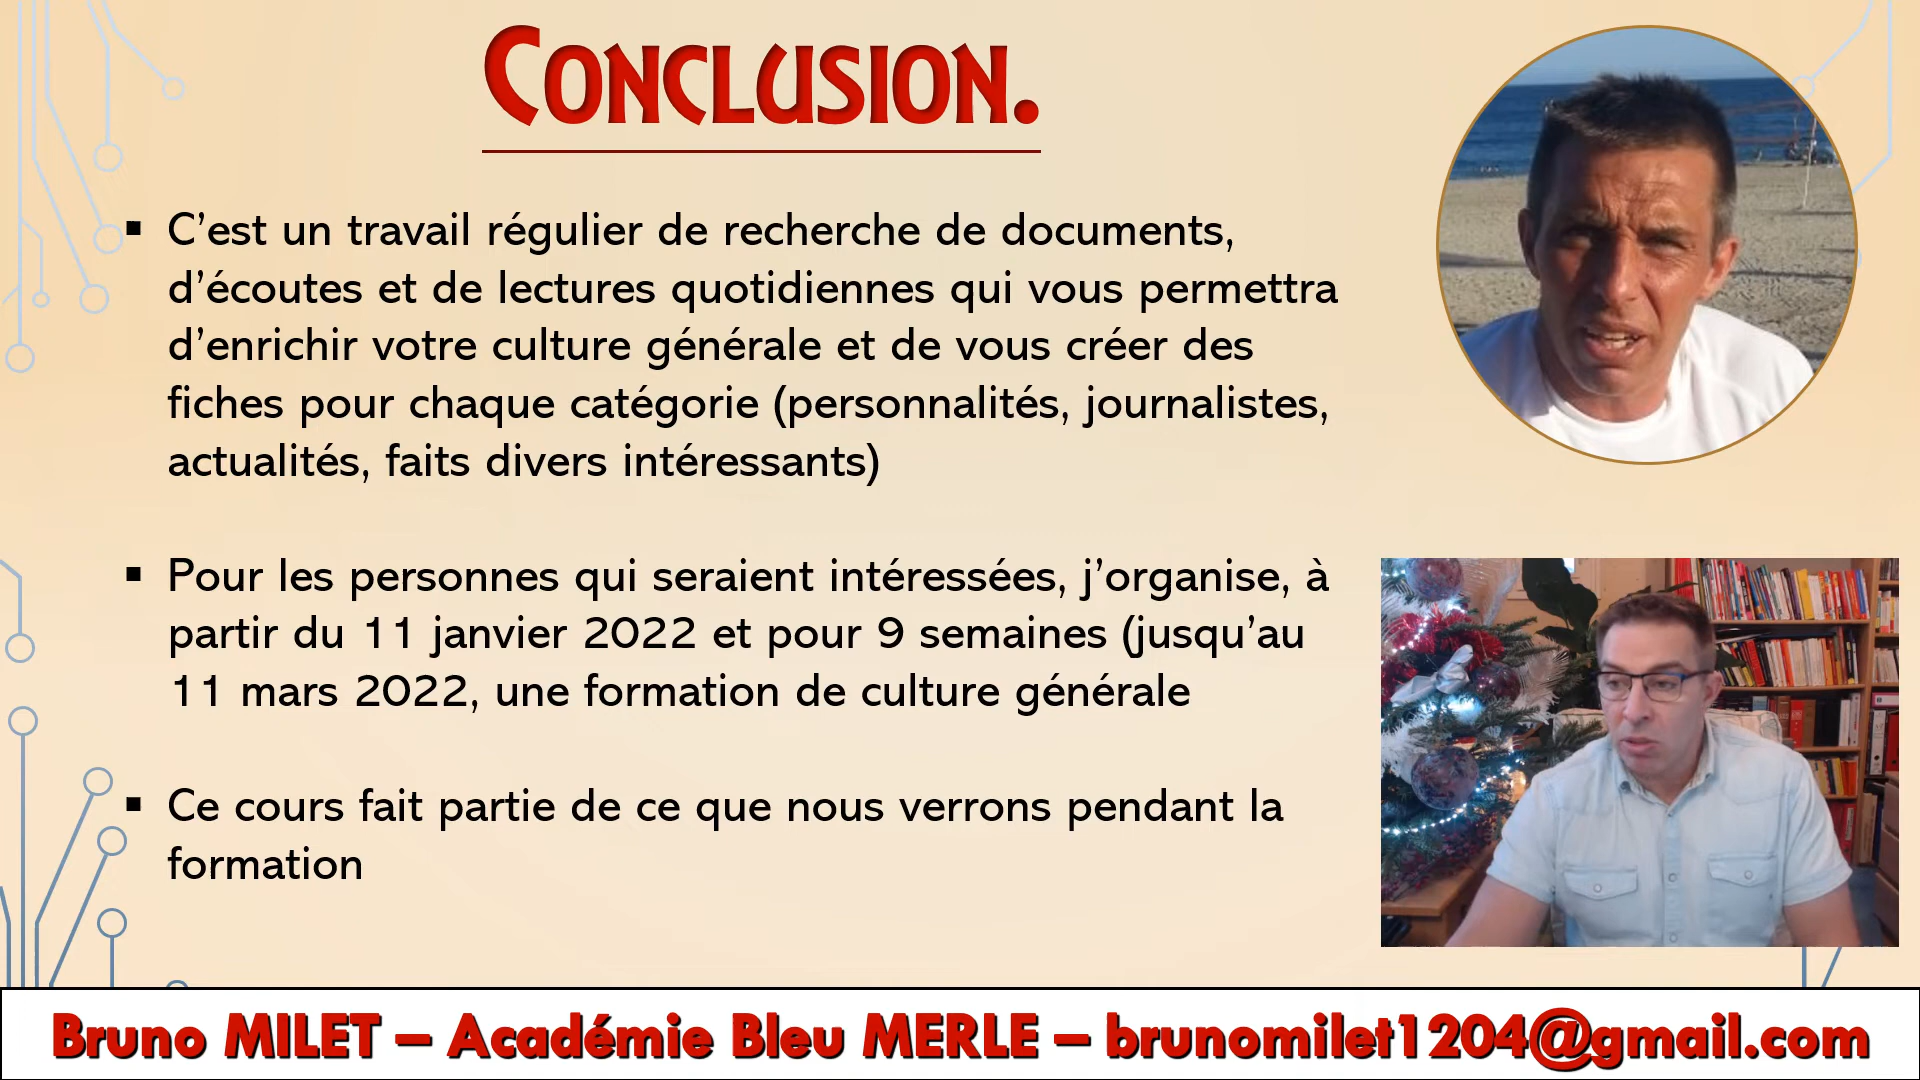 Conclusion.
▪ C’est un travail régulier de recherche de documents,
d’écoutes et de lectures quotidiennes qui vous permettra
d’enrichir votre culture générale et de vous créer des
fiches pour chaque catégorie (personnalités, journalistes,
actualités, faits divers intéressants)
▪ Pour les personnes qui seraient intéressées, j’organise, à
partir du 11 janvier 2022 et pour 9 semaines (jusqu’au
11 mars 2022, une formation de culture générale
▪ Ce cours fait partie de ce que nous verrons pendant la
formation
Bruno MILET – Académie Bleu MERLE – brunomilet1204@gmail.com